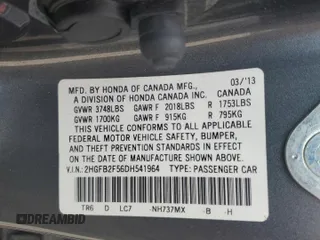 MFD. BY HONDA OF CANADA MFG., 03/'13
A DIVISION OF HONDA CANADA INC. CANADA
GVWR 3748LBS GAWR F 2018LBS R 1753LBS
GVWR 1700KG GAWR F 915KG R 795KG
THIS VEHICLE CONFORMS TO ALL APPLICABLE
FEDERAL MOTOR VEHICLE SAFETY, BUMPER,
AND THEFT PREVENTION STANDARDS IN EFFECT
ON THE DATE OF MANUFACTURE SHOWN ABOVE.
V.I.N.: 2HGFB2F56DH541964 TYPE: PASSENGER CAR
TR6 D LC7 NH737MX -B -H
BIDFAX.INFO